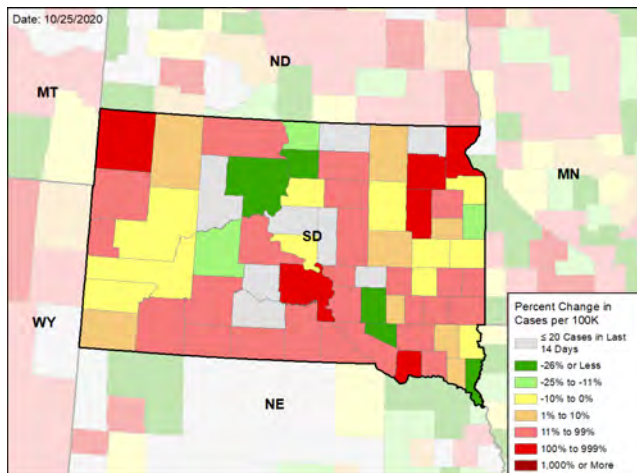 Date: 10/25/2020
ND
MT
MN
SD
WY
NE
Percent Change in
Cases per 100K
≤ 20 Cases in Last
14 Days
-26% or Less
-25% to -11%
-10% to 0%
1% to 10%
11% to 99%
100% to 999%
1,000% or More